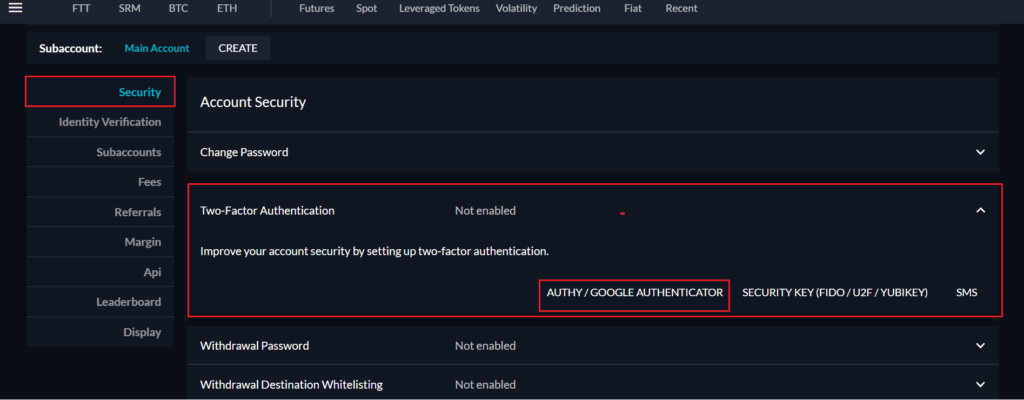 FTT SRM BTC ETH Futures Spot Leveraged Tokens Volatility Prediction Fiat Recent
Subaccount: Main Account CREATE
Security
Identity Verification
Subaccounts
Fees
Referrals
Margin
Api
Leaderboard
Display
Account Security
Change Password
Two-Factor Authentication Not enabled
Improve your account security by setting up two-factor authentication.
AUTHY / GOOGLE AUTHENTICATOR SECURITY KEY (FIDO / U2F / YUBIKEY) SMS
Withdrawal Password Not enabled
Withdrawal Destination Whitelisting Not enabled